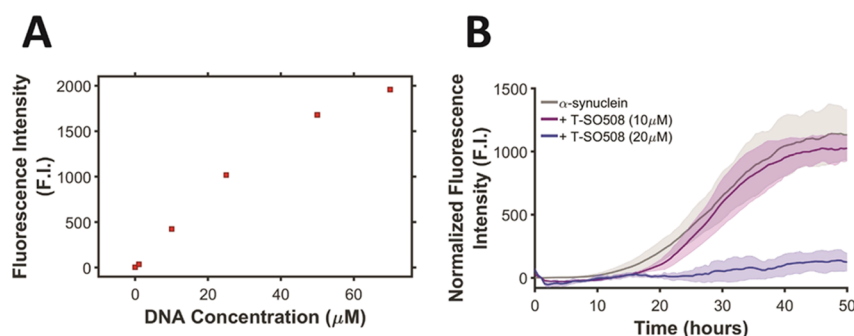 A
Fluorescence Intensity
(F.I.)
2000
1500
1000
500
0
0
20
40
60
DNA Concentration (μM)
B
Normalized Fluorescence
Intensity (F.I.)
1500
1000
500
0
α-synuclein
+ T-SO508 (10μM)
+ T-SO508 (20μM)
0
10
20
30
40
50
Time (hours)